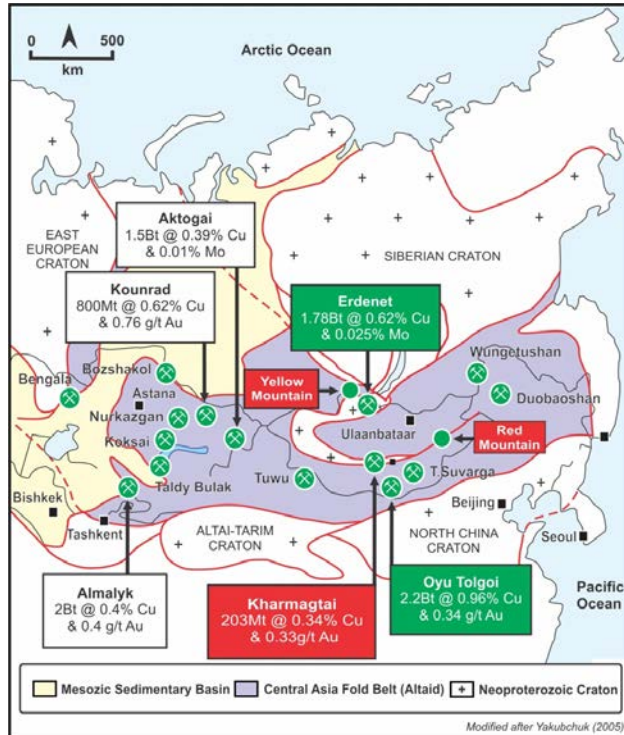 0 500
km
Arctic Ocean
EAST
EUROPEAN
CRATON
Aktogai
1.5Bt @ 0.39% Cu
& 0.01% Mo
SIBERIAN CRATON
Kounrad
800Mt @ 0.62% Cu
& 0.76 g/t Au
Erdenet
1.78Bt @ 0.62% Cu
& 0.025% Mo
Wungetushan
Bozshakol
Bengala
Astana
Yellow
Mountain
Duobaoshan
Nurkazgan
Ulaanbataar
Red
Mountain
Koksai
Tuwu
T.Suvarga
Taldy Bulak
Bishkek
Beijing
Tashkent
ALTAI-TARIM
CRATON
NORTH CHINA
CRATON
Seoul
Pacific
Ocean
Almalyk
2Bt @ 0.4% Cu
& 0.4 g/t Au
Kharmagtai
203Mt @ 0.34% Cu
& 0.33g/t Au
Oyu Tolgoi
2.2Bt @ 0.96% Cu
& 0.34 g/t Au
Mesozic Sedimentary Basin
Central Asia Fold Belt (Altaid)
Neoproterozoic Craton
Modified after Yakubchuk (2005)